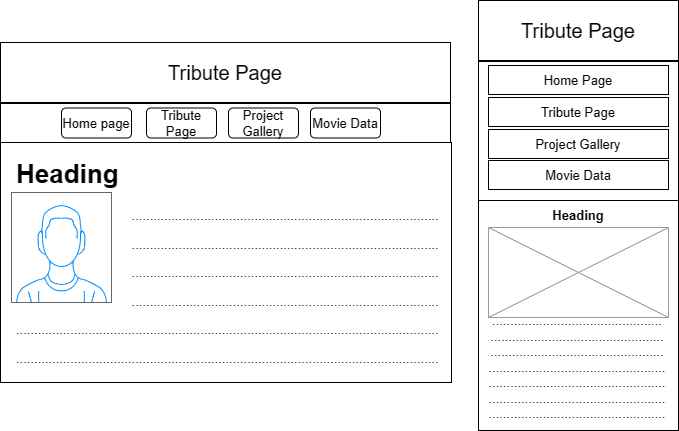 Tribute Page
Home page
Tribute
Page
Project
Gallery
Movie Data
Heading
Tribute Page
Home Page
Tribute Page
Project Gallery
Movie Data
Heading